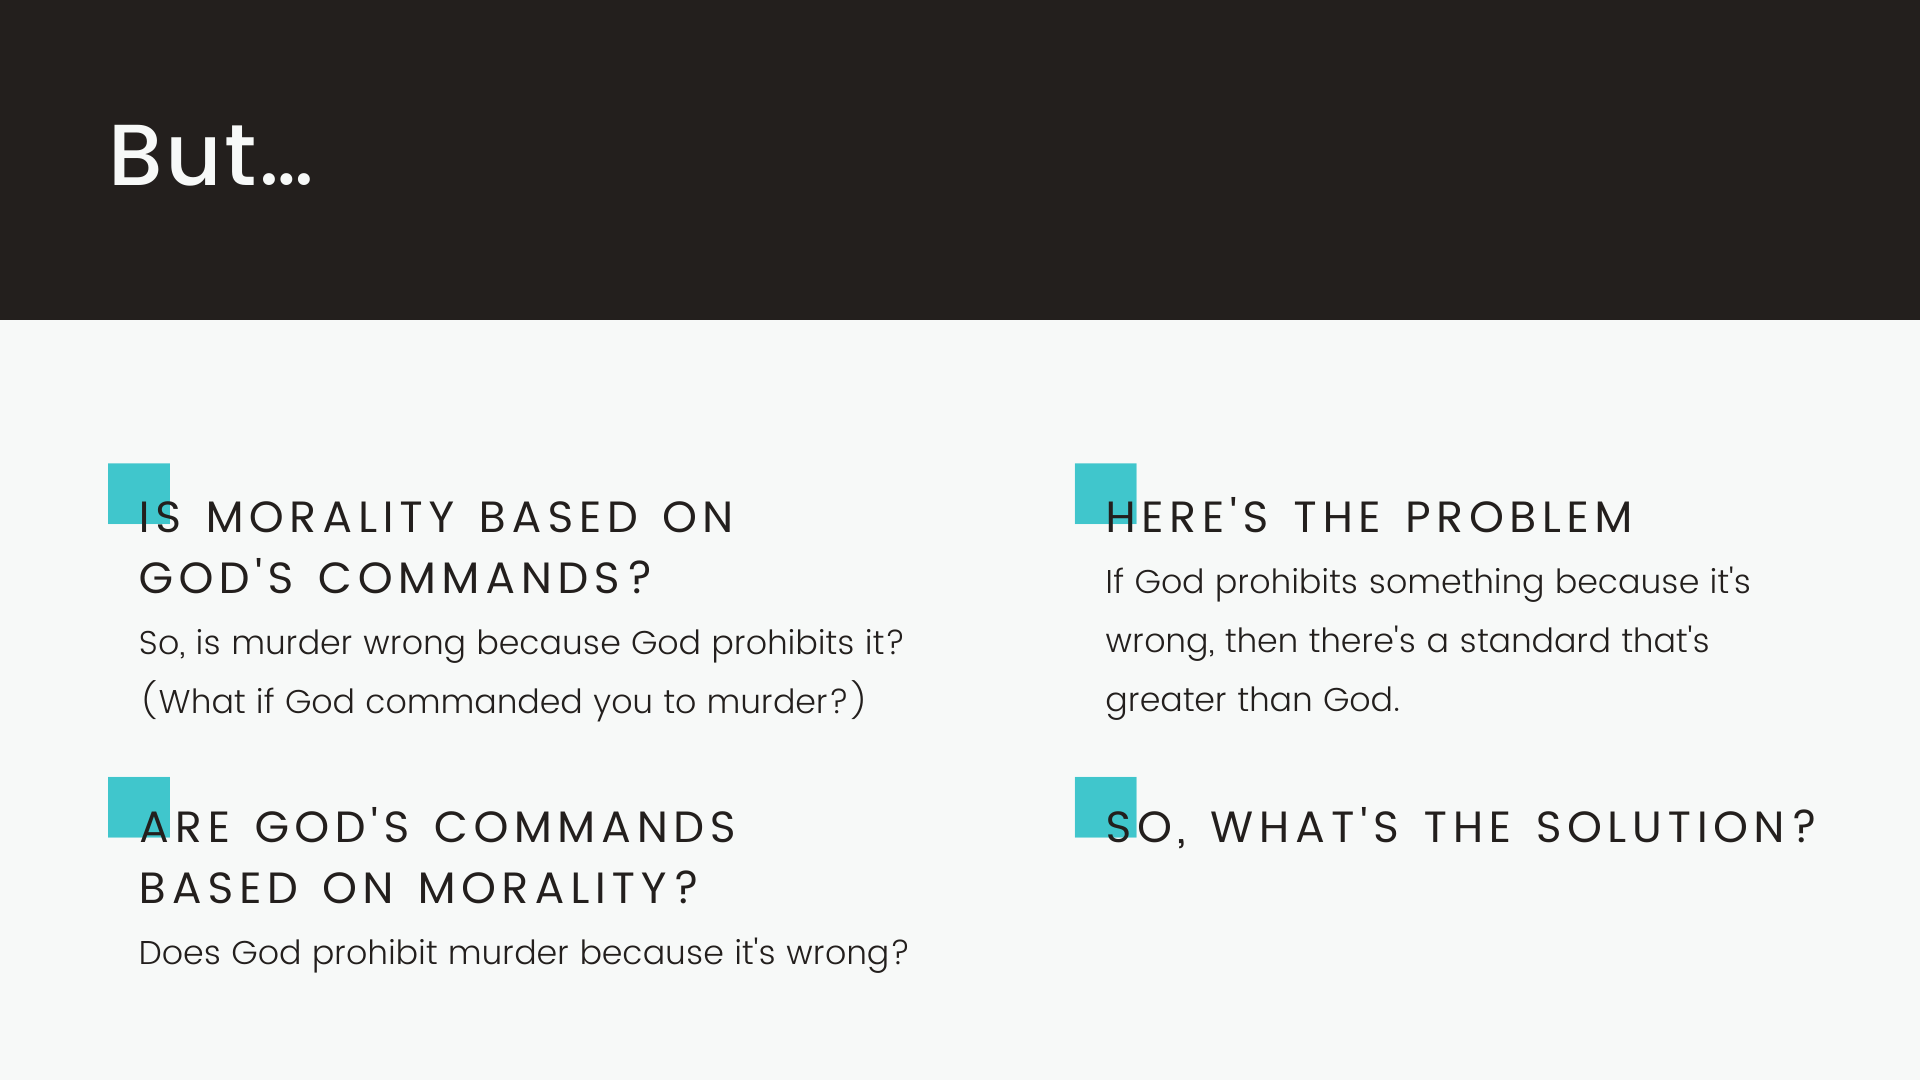 But...
IS MORALITY BASED ON
GOD'S COMMANDS?
So, is murder wrong because God prohibits it?
(What if God commanded you to murder?)
ARE GOD'S COMMANDS
BASED ON MORALITY?
Does God prohibit murder because it's wrong?
HERE'S THE PROBLEM
If God prohibits something because it's
wrong, then there's a standard that's
greater than God.
SO, WHAT'S THE SOLUTION?